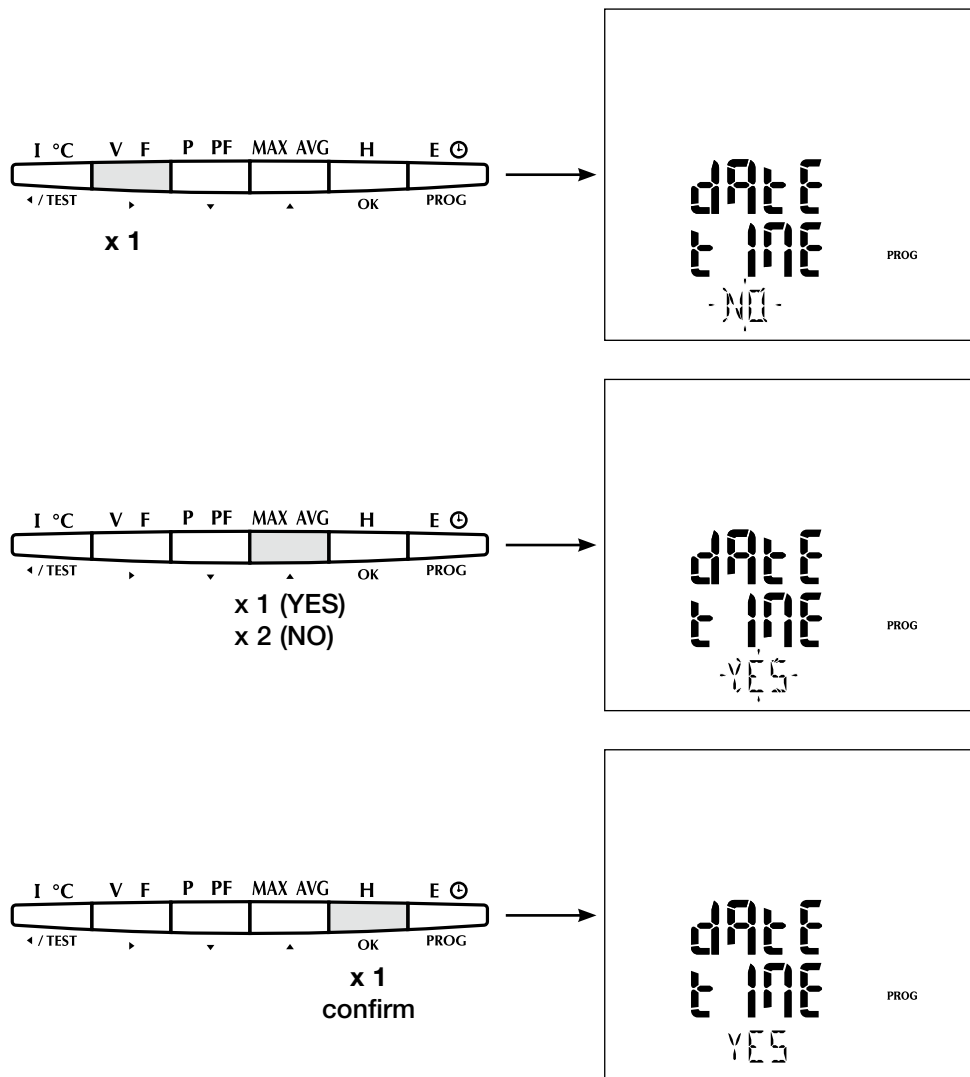 I °C V F P PF MAX AVG H E
◂ / TEST ▸ ▾ ▴ OK PROG
x 1
dAtE
tIME
PROG
-NO-
I °C V F P PF MAX AVG H E
◂ / TEST ▸ ▾ ▴ OK PROG
x 1 (YES)
x 2 (NO)
dAtE
tIME
PROG
-YES-
I °C V F P PF MAX AVG H E
◂ / TEST ▸ ▾ ▴ OK PROG
x 1
confirm
dAtE
tIME
PROG
YES